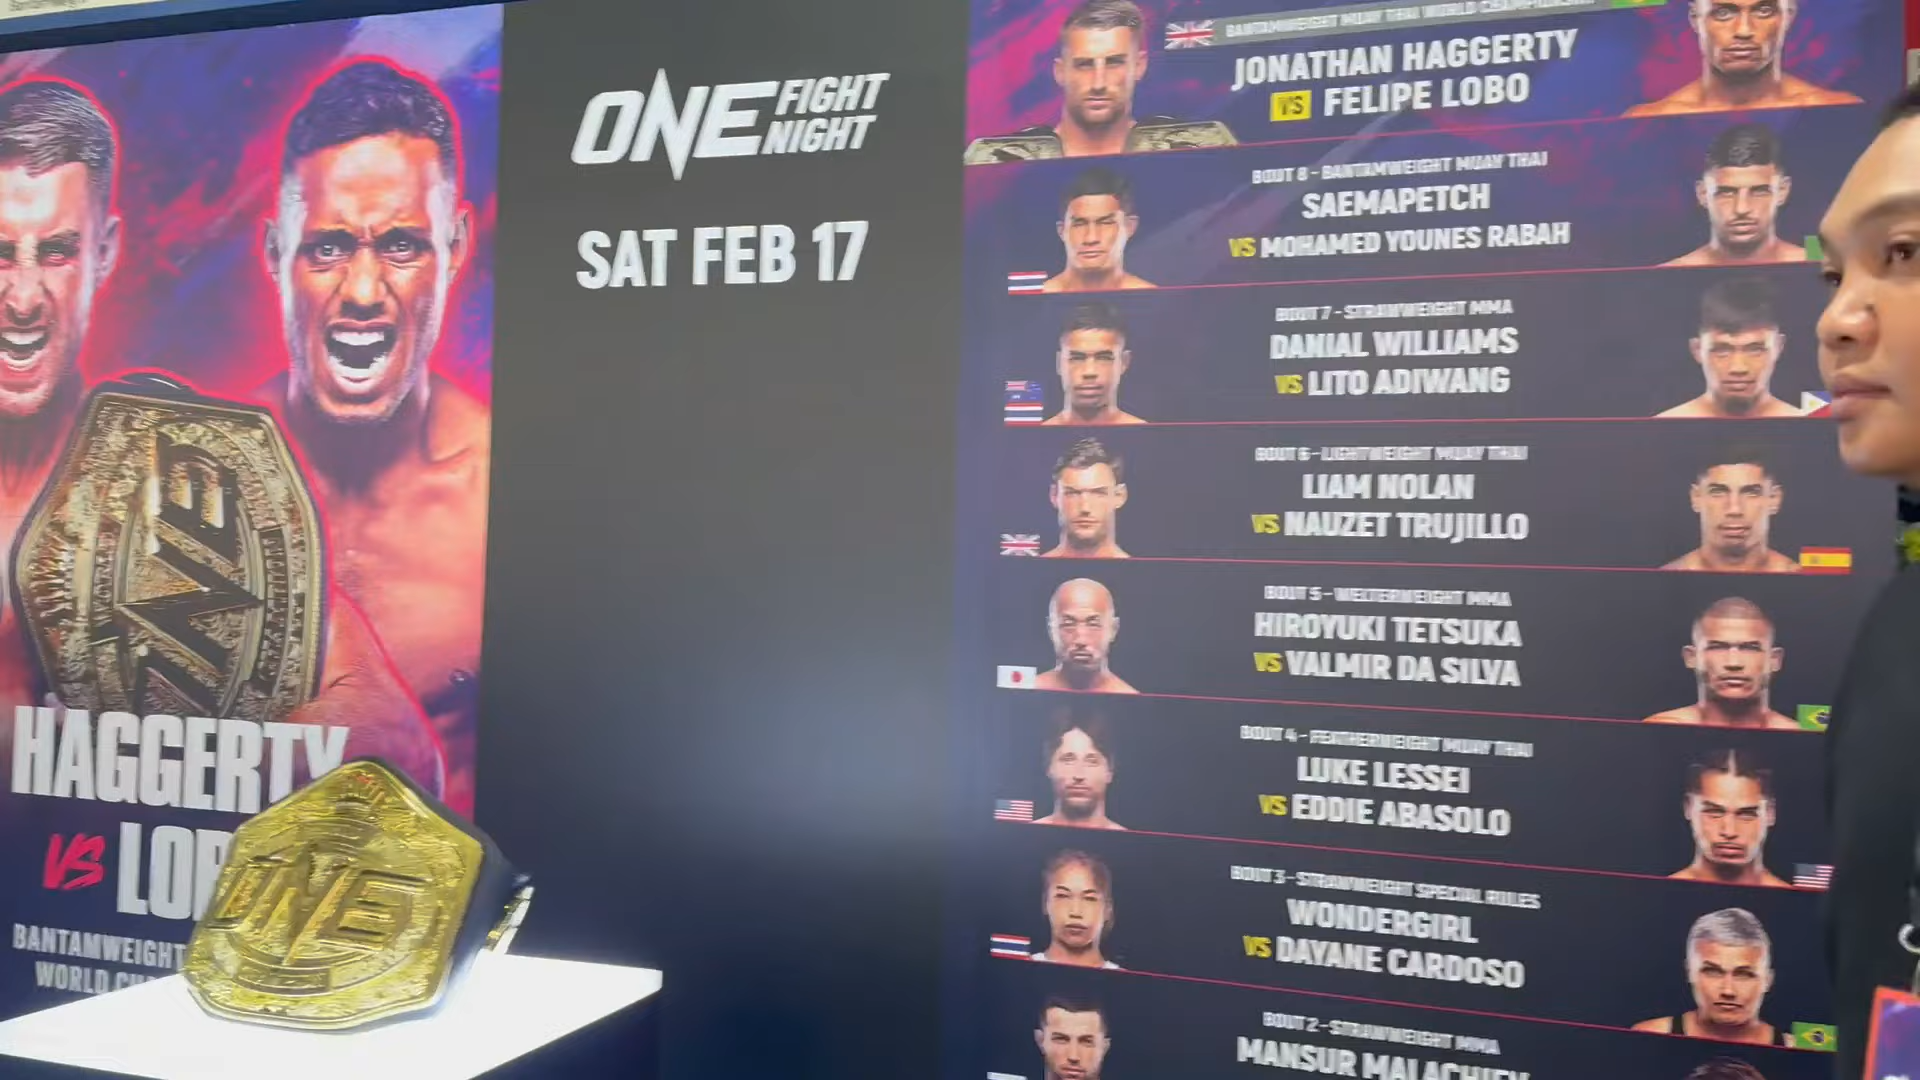 HAGGERTY
VS
BANTAMWEIGHT
ONE
ONE
ONE FIGHT NIGHT
SAT FEB 17
BANTAMWEIGHT MUAY THAI WORLD
JONATHAN HAGGERTY
VS FELIPE LOBO
BOUT 8 - BANTAMWEIGHT MUAY THAI
SAEMAPETCH
VS MOHAMED YOUNES RABAH
BOUT 7 - STRAWWEIGHT MMA
DANIAL WILLIAMS
VS LITO ADIWANG
BOUT 6 - LIGHTWEIGHT MUAY THAI
LIAM NOLAN
VS NAUZET TRUJILLO
BOUT 5 - WELTERWEIGHT MMA
HIROYUKI TETSUKA
VS VALMIR DA SILVA
BOUT 4 - FEATHERWEIGHT MUAY THAI
LUKE LESSEI
VS EDDIE ABASOLO
BOUT 3 - STRAWWEIGHT SPECIAL RULES
WONDERGIRL
VS DAYANE CARDOSO
BOUT 2 - STRAWWEIGHT MMA
MANSUR MALACHIEV